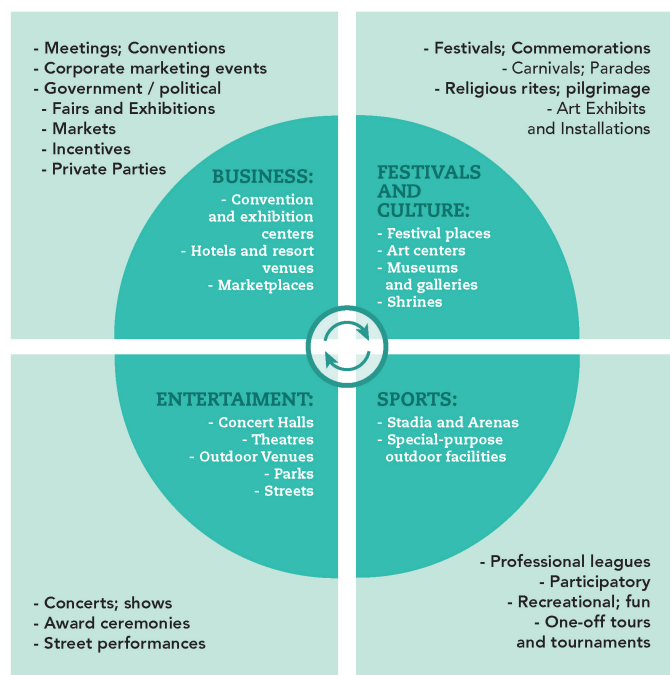 - Meetings; Conventions
- Corporate marketing events
- Government / political
- Fairs and Exhibitions
- Markets
- Incentives
- Private Parties
BUSINESS:
- Convention
and exhibition
centers
- Hotels and resort
venues
- Marketplaces
- Festivals; Commemorations
- Carnivals; Parades
- Religious rites; pilgrimage
- Art Exhibits
and Installations
FESTIVALS
AND
CULTURE:
- Festival places
- Art centers
- Museums
and galleries
- Shrines
ENTERTAIMENT:
- Concert Halls
- Theatres
- Outdoor Venues
- Parks
- Streets
- Concerts; shows
- Award ceremonies
- Street performances
SPORTS:
- Stadia and Arenas
- Special-purpose
outdoor facilities
- Professional leagues
- Participatory
- Recreational; fun
- One-off tours
and tournaments